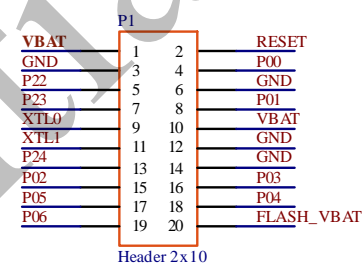 P1
VBAT 1 2 RESET
GND 3 4 P00
P22 5 6 GND
P23 7 8 P01
XTL0 9 10 VBAT
XTL1 11 12 GND
P24 13 14 GND
P02 15 16 P03
P05 17 18 P04
P06 19 20 FLASH_VBAT
Header 2x10